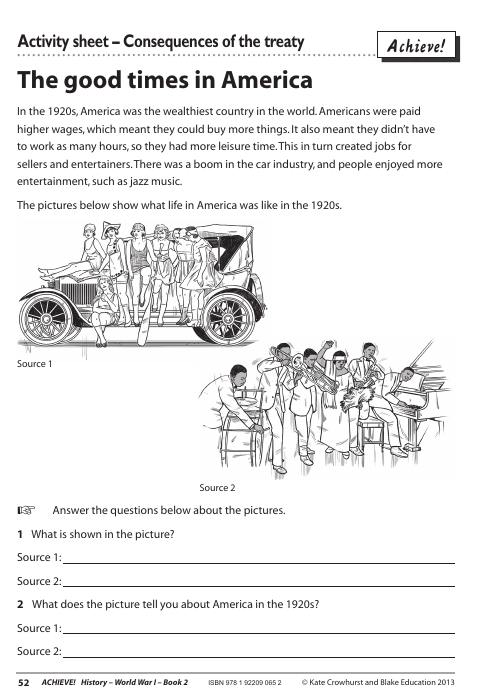 Activity sheet – Consequences of the treaty
Achieve!
The good times in America
In the 1920s, America was the wealthiest country in the world. Americans were paid
higher wages, which meant they could buy more things. It also meant they didn't have
to work as many hours, so they had more leisure time. This in turn created jobs for
sellers and entertainers. There was a boom in the car industry, and people enjoyed more
entertainment, such as jazz music.
The pictures below show what life in America was like in the 1920s.
Source 1
Source 2
Answer the questions below about the pictures.
1 What is shown in the picture?
Source 1:
Source 2:
2 What does the picture tell you about America in the 1920s?
Source 1:
Source 2:
52 ACHIEVE! History – World War I – Book 2 ISBN 978 1 92209 065 2 © Kate Crowhurst and Blake Education 2013